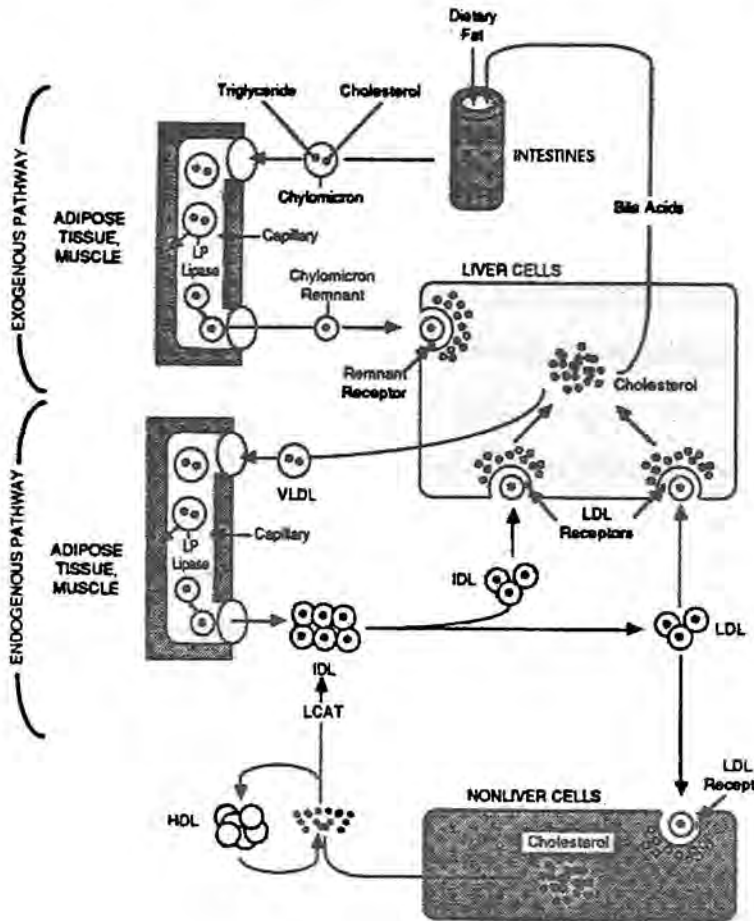 Dietary
Fat
Triglyceride
Cholesterol
INTESTINES
Chylomicron
Bile Acids
EXOGENOUS PATHWAY
ADIPOSE
TISSUE,
MUSCLE
LP
Lipase
Capillary
Chylomicron
Remnant
LIVER CELLS
Remnant
Receptor
Cholesterol
VLDL
ENDOGENOUS PATHWAY
ADIPOSE
TISSUE,
MUSCLE
LP
Lipase
Capillary
LDL
Receptors
IDL
LDL
IDL
LCAT
HDL
NONLIVER CELLS
LDL
Recept
Cholesterol